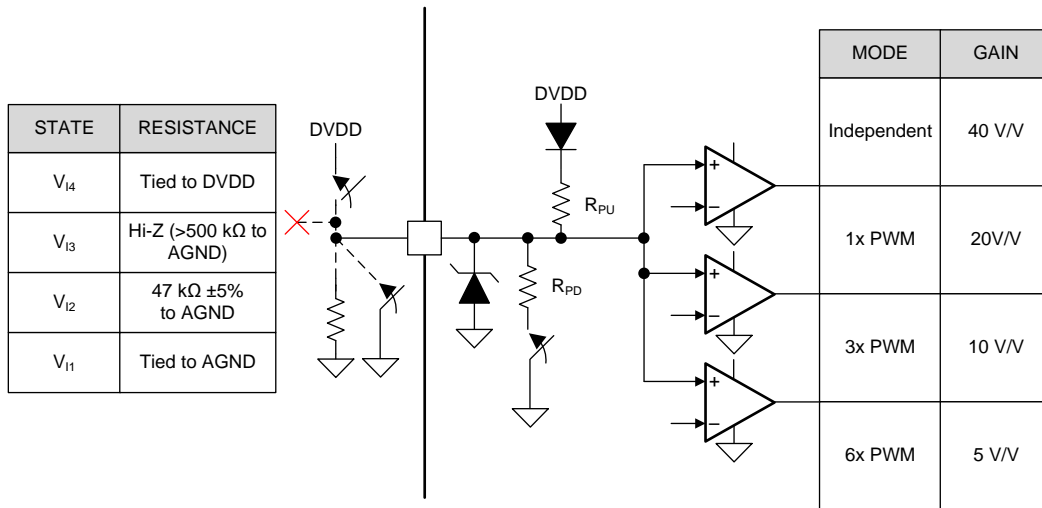 STATE RESISTANCE
V_I4 Tied to DVDD
V_I3 Hi-Z (>500 kΩ to
AGND)
V_I2 47 kΩ ±5%
to AGND
V_I1 Tied to AGND
DVDD
DVDD
R_PU
R_PD
+
−
+
−
+
−
MODE GAIN
Independent 40 V/V
1x PWM 20V/V
3x PWM 10 V/V
6x PWM 5 V/V